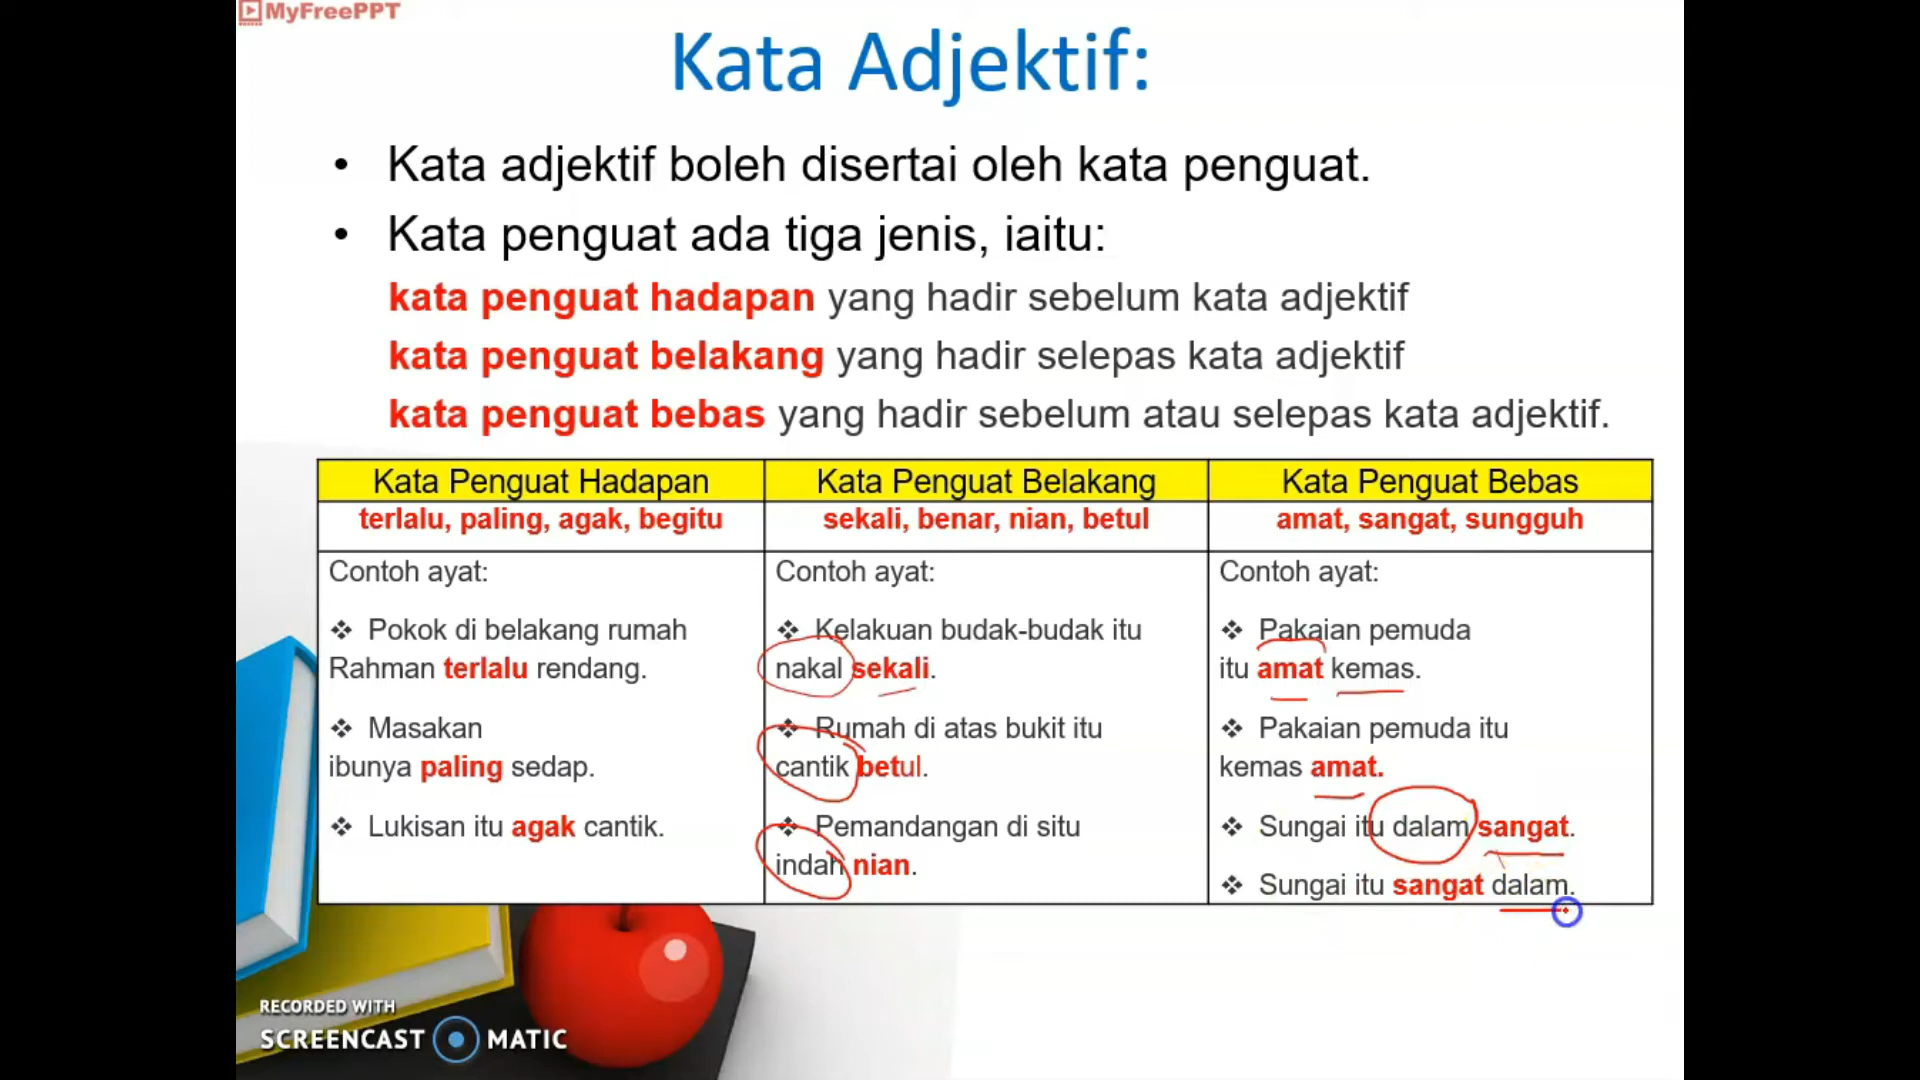 MyFreePPT
Kata Adjektif:
• Kata adjektif boleh disertai oleh kata penguat.
• Kata penguat ada tiga jenis, iaitu:
kata penguat hadapan yang hadir sebelum kata adjektif
kata penguat belakang yang hadir selepas kata adjektif
kata penguat bebas yang hadir sebelum atau selepas kata adjektif.
Kata Penguat Hadapan
terlalu, paling, agak, begitu
Contoh ayat:
❖ Pokok di belakang rumah
Rahman terlalu rendang.
❖ Masakan
ibunya paling sedap.
❖ Lukisan itu agak cantik.
Kata Penguat Belakang
sekali, benar, nian, betul
Contoh ayat:
❖ Kelakuan budak-budak itu
nakal sekali.
❖ Rumah di atas bukit itu
cantik betul.
❖ Pemandangan di situ
indah nian.
Kata Penguat Bebas
amat, sangat, sungguh
Contoh ayat:
❖ Pakaian pemuda
itu amat kemas.
❖ Pakaian pemuda itu
kemas amat.
❖ Sungai itu dalam sangat.
❖ Sungai itu sangat dalam.
RECORDED WITH
SCREENCAST MATIC